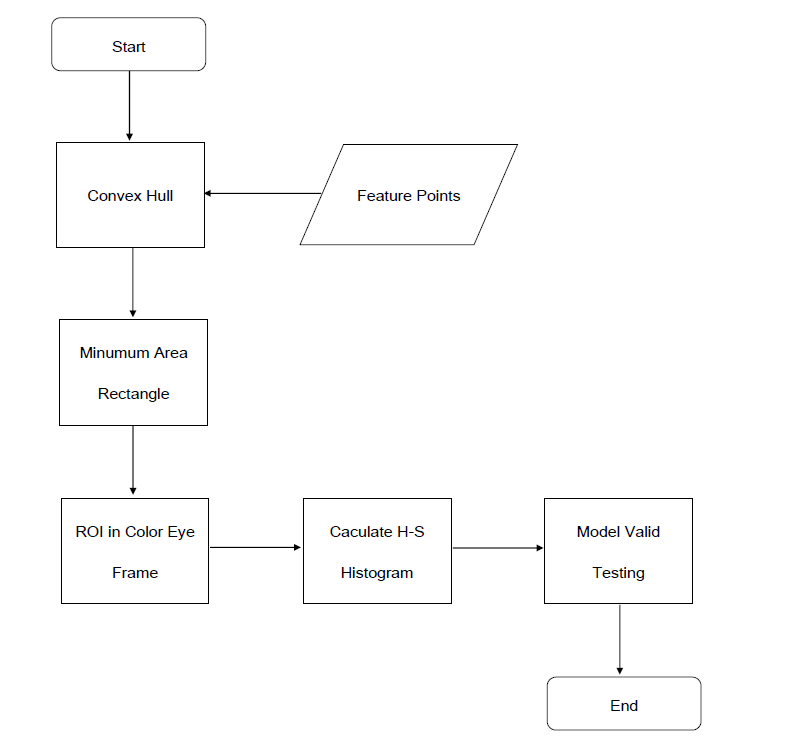 Start
Convex Hull
Feature Points
Minumum Area
Rectangle
ROI in Color Eye
Frame
Caculate H-S
Histogram
Model Valid
Testing
End